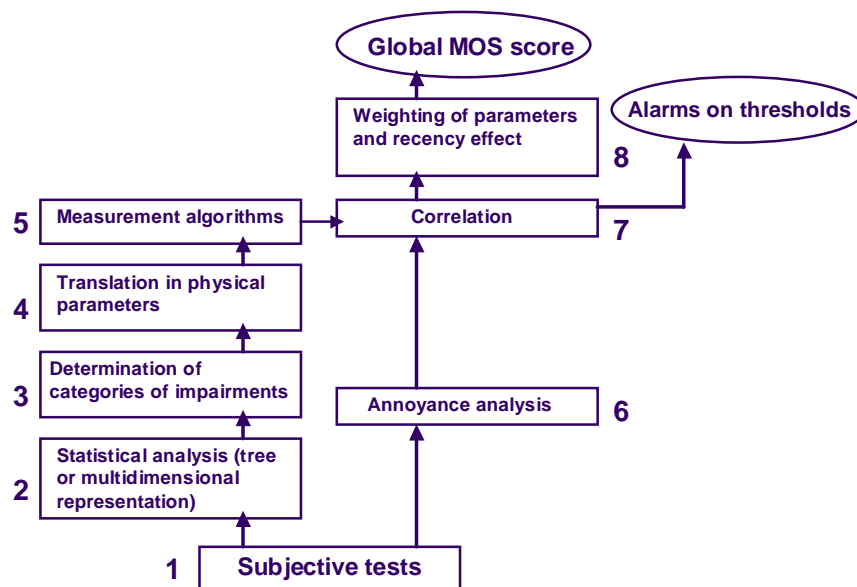 Global MOS score
Weighting of parameters
and recency effect
8
Alarms on thresholds
5
Measurement algorithms
Correlation
7
4
Translation in physical
parameters
3
Determination of
categories of impairments
Annoyance analysis
6
2
Statistical analysis (tree
or multidimensional
representation)
1
Subjective tests